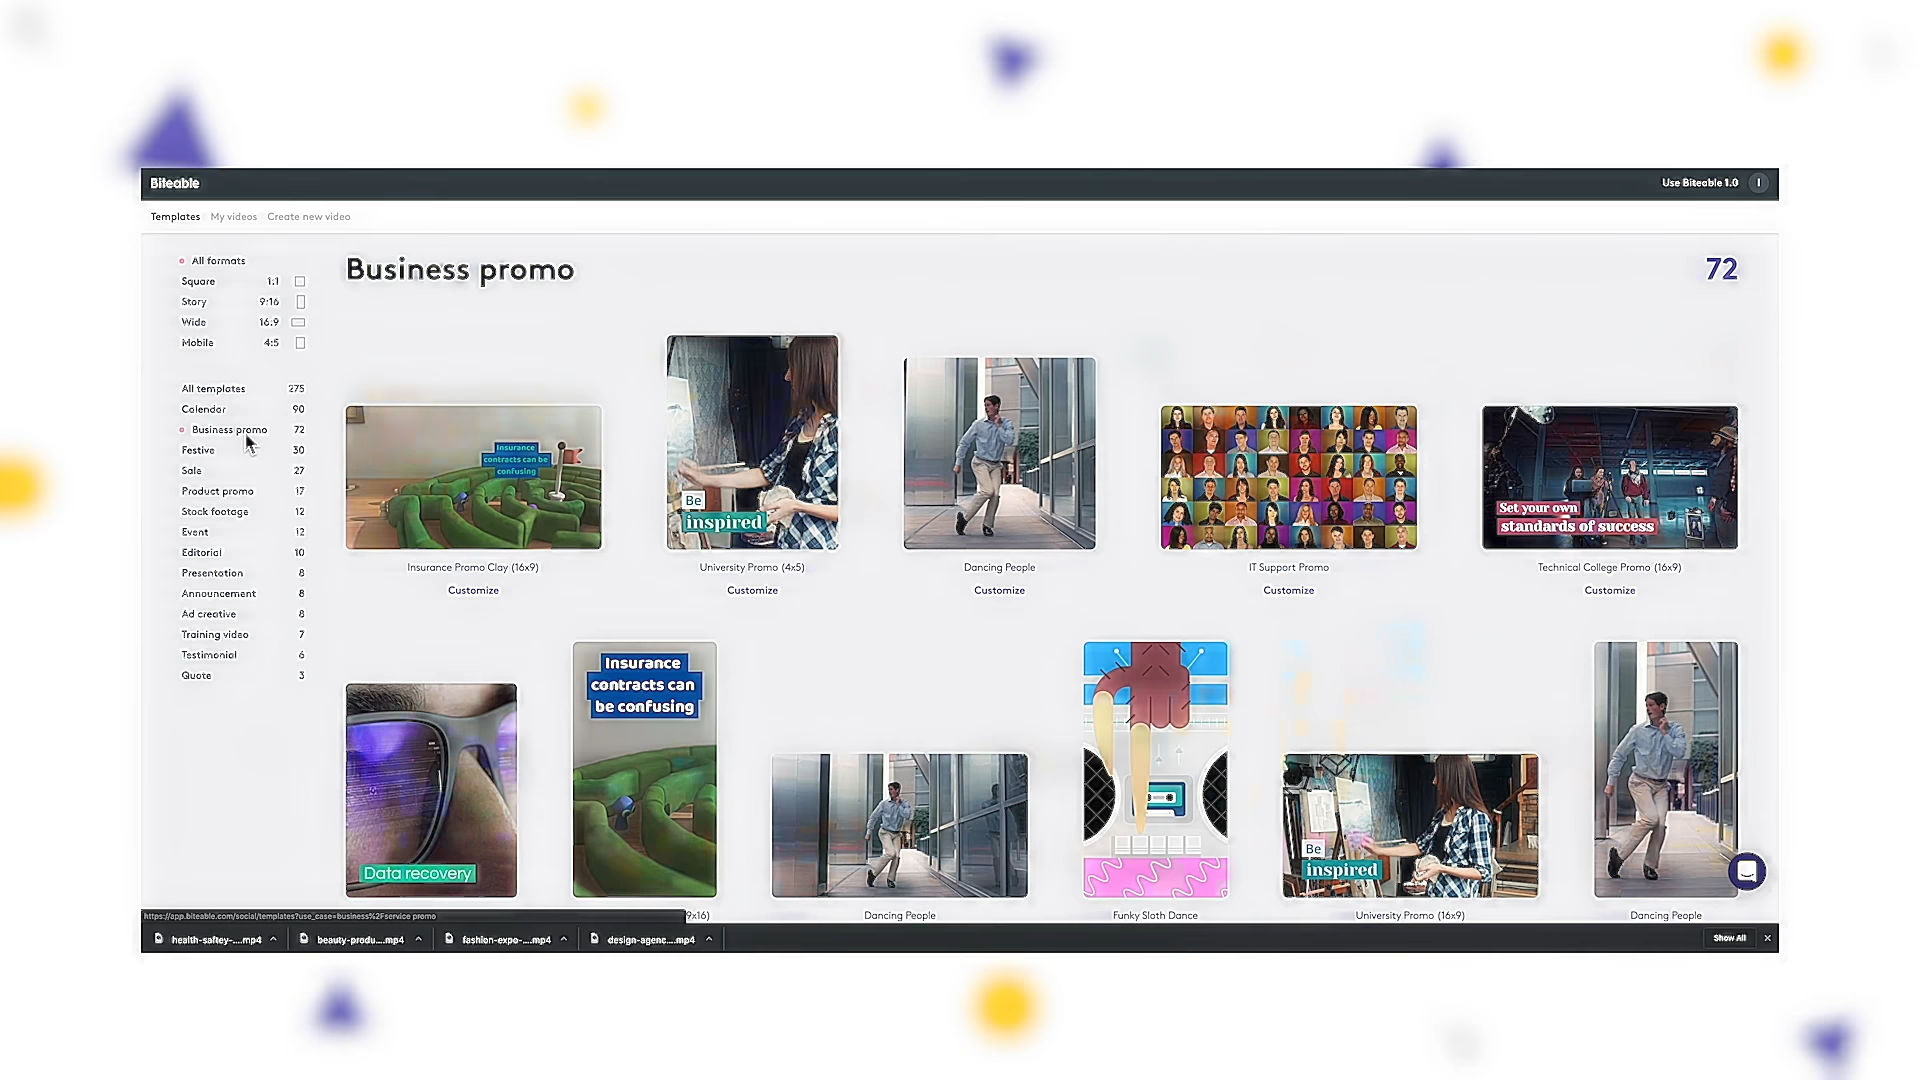 Biteable
Use Biteable 1.0
Templates My videos Create new video
All formats
Square 1:1
Story 9:16
Wide 16:9
Mobile 4:5
All templates 275
Calendar 90
Business promo 72
Festive 30
Sale 27
Product promo 17
Stock footage 12
Event 12
Editorial 10
Presentation 8
Announcement 8
Ad creative 8
Training video 7
Testimonial 6
Quote 3
Business promo
72
Insurance
contracts can be
confusing
Be
inspired
Set your own
standards of success
Insurance Promo Clay (16x9)
University Promo (4x5)
Dancing People
IT Support Promo
Technical College Promo (16x9)
Customize
Customize
Customize
Customize
Customize
Data recovery
Insurance
contracts can
be confusing
Be
inspired
9x16)
Dancing People
Funky Sloth Dance
University Promo (16x9)
Dancing People
https://app.biteable.com/social/templates?use_case=business%2Fservice promo
health-saftey-....mp4
beauty-produ....mp4
fashion-expo-....mp4
design-agenc....mp4
Show All